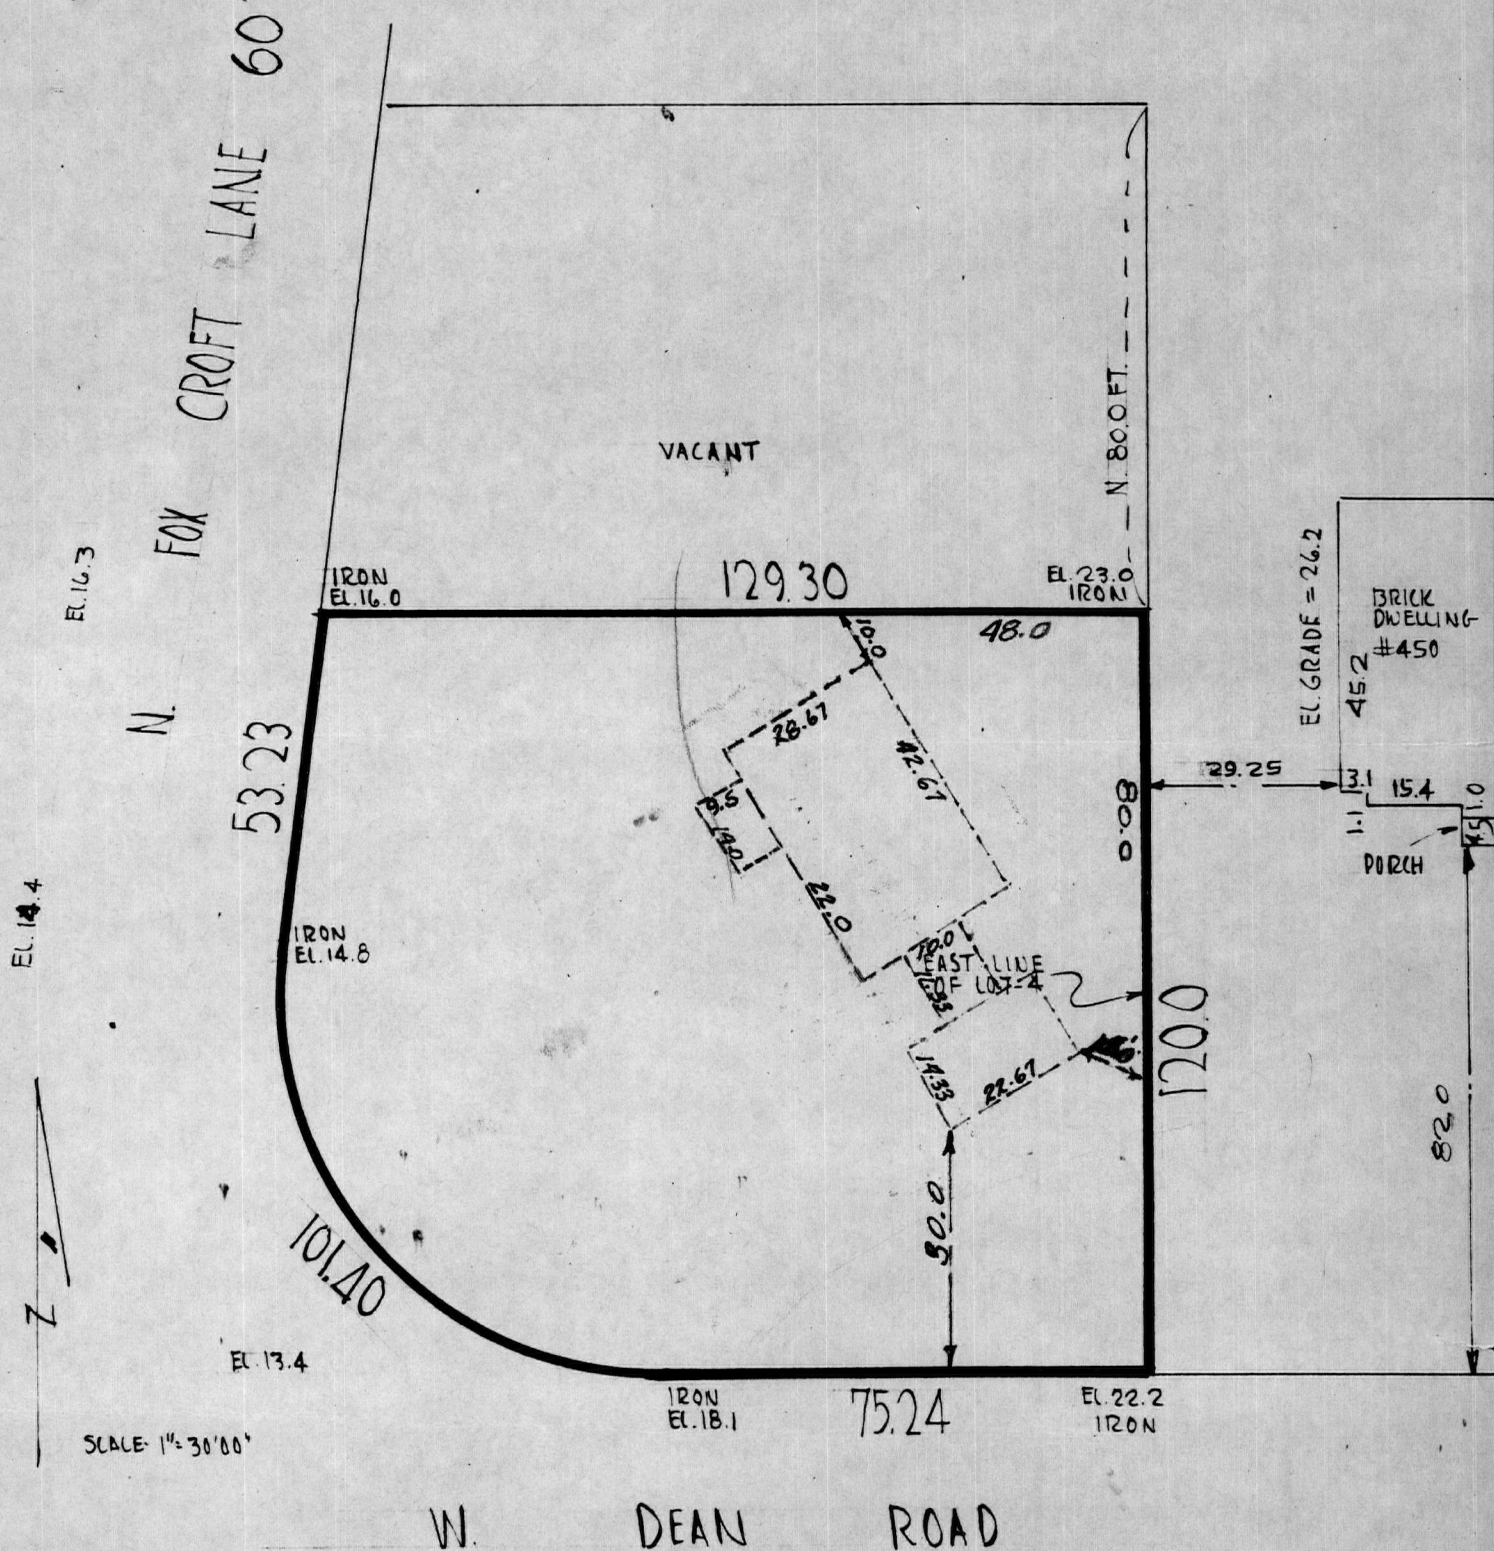 N. FOX CROFT LANE 60'
VACANT
N. 80.0 FT.
EL. 16.3
IRON
EL. 16.0
129.30
EL. 23.0
IRON
48.0
10.0
28.67
42.67
9.5
14.0
22.0
53.23
80.0
EL. GRADE = 26.2
BRICK
DWELLING
#450
45.2
29.25
3.1
15.4
1.1
1.0
4.5
PORCH
IRON
EL. 14.8
10.0
EAST LINE
OF LOT-4
14.33
22.67
120.0
82.0
30.0
101.40
Z
EL. 13.4
IRON
EL. 18.1
75.24
EL. 22.2
IRON
SCALE- 1"= 30'00"
W. DEAN ROAD